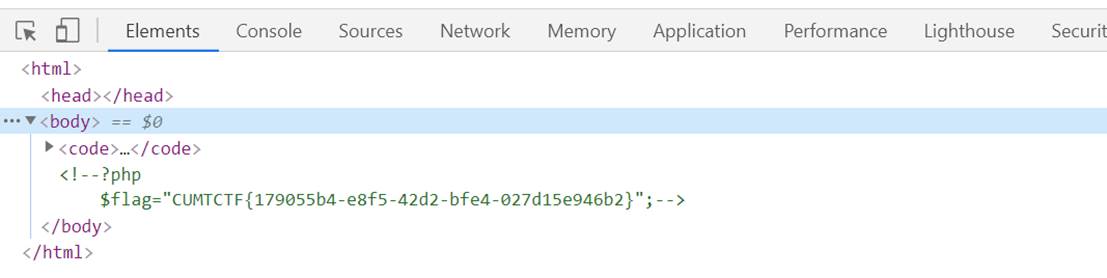 Elements Console Sources Network Memory Application Performance Lighthouse Securit
<html>
<head></head>
<body> == $0
<code>…</code>
<!--?php
$flag="CUMTCTF{179055b4-e8f5-42d2-bfe4-027d15e946b2}";-->
</body>
</html>